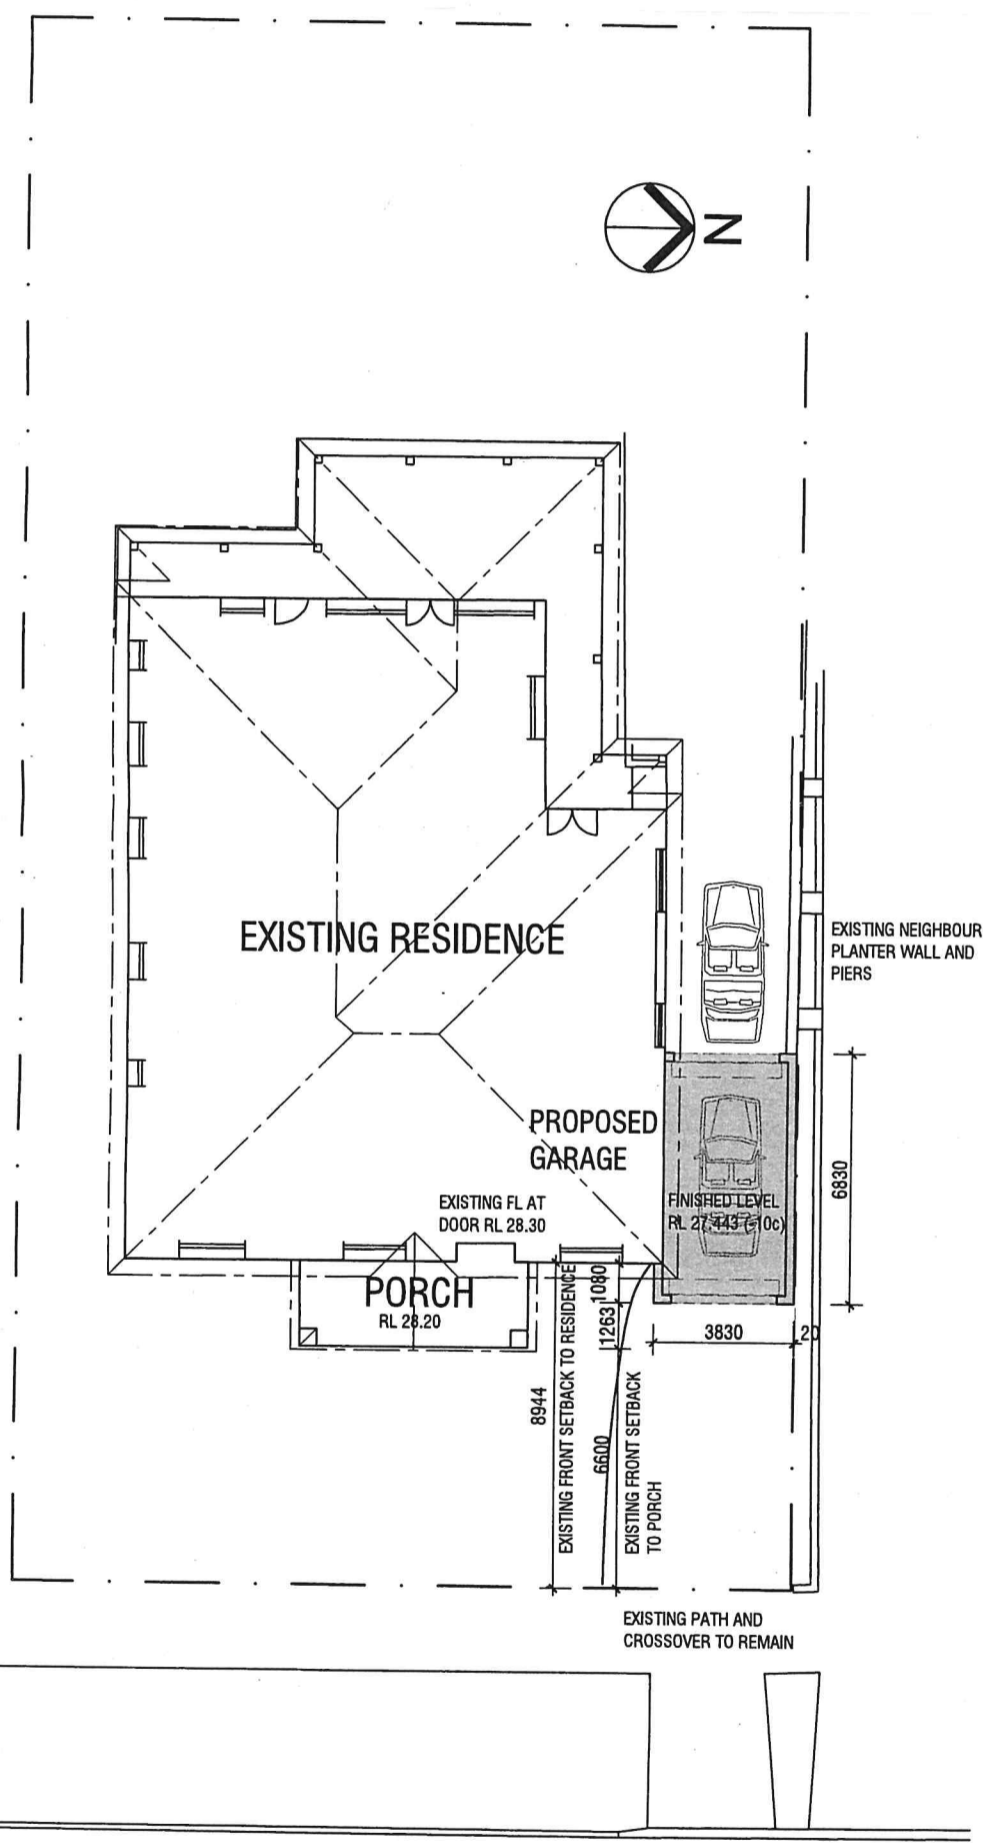 N
EXISTING RESIDENCE
EXISTING NEIGHBOUR
PLANTER WALL AND
PIERS
PROPOSED
GARAGE
6830
EXISTING FL AT
DOOR RL 28.30
FINISHED LEVEL
RL 27.443 (-10c)
PORCH
RL 28.20
1080
1263
3830
20
8944
EXISTING FRONT SETBACK TO RESIDENCE
6600
EXISTING FRONT SETBACK
TO PORCH
EXISTING PATH AND
CROSSOVER TO REMAIN